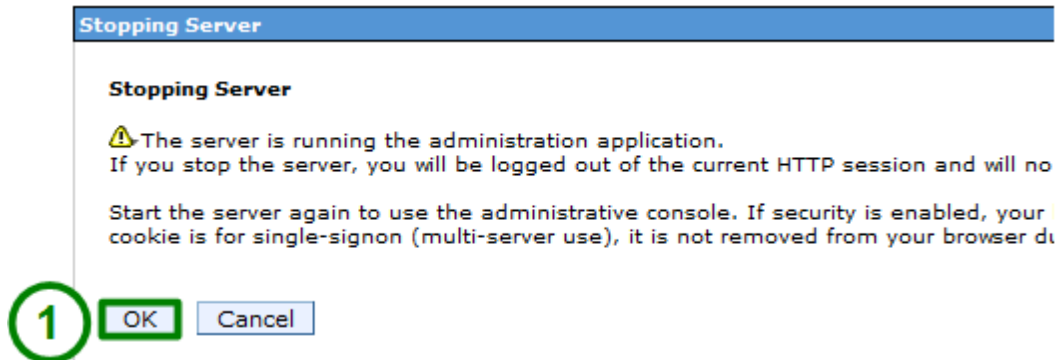 Stopping Server
Stopping Server
The server is running the administration application.
If you stop the server, you will be logged out of the current HTTP session and will no
Start the server again to use the administrative console. If security is enabled, your
cookie is for single-signon (multi-server use), it is not removed from your browser
1 OK Cancel